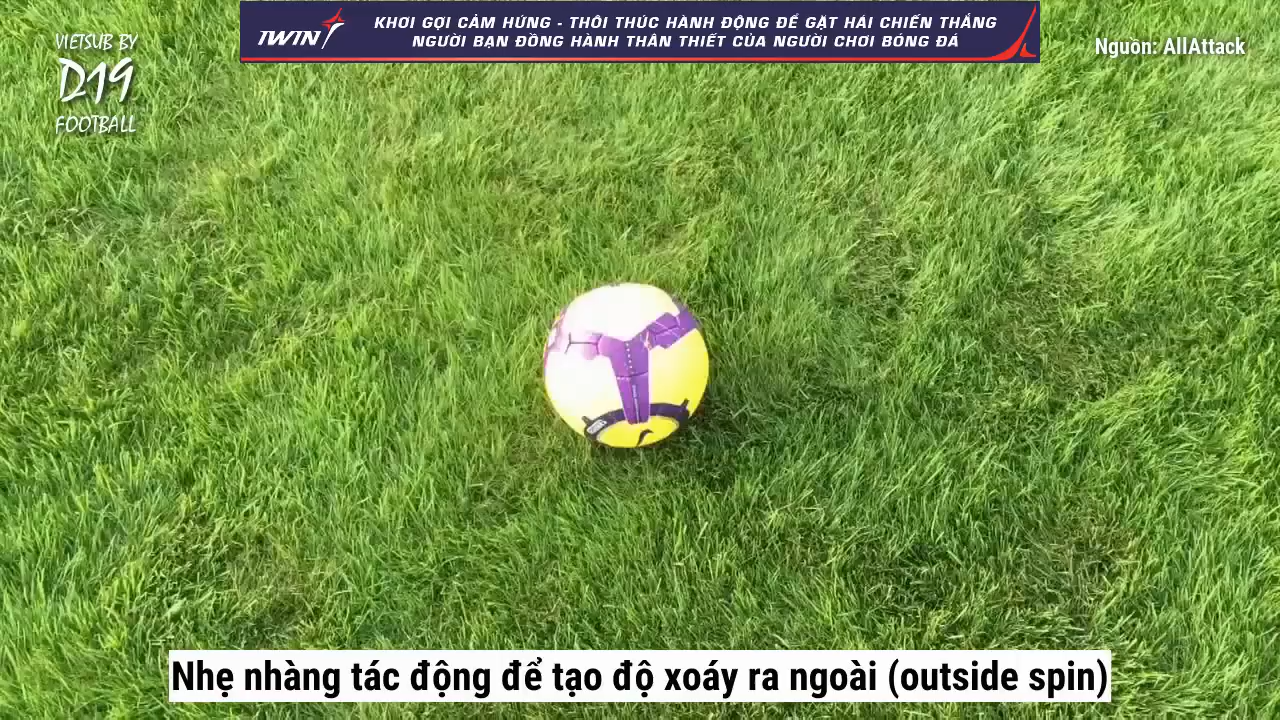 VIETSUB BY
D19
FOOTBALL
IWIN
KHƠI GỢI CẢM HỨNG - THÔI THÚC HÀNH ĐỘNG ĐỂ GẶT HÁI CHIẾN THẮNG
NGƯỜI BẠN ĐỒNG HÀNH THÂN THIẾT CỦA NGƯỜI CHƠI BÓNG ĐÁ
Nguồn: AllAttack
Nhẹ nhàng tác động để tạo độ xoáy ra ngoài (outside spin)